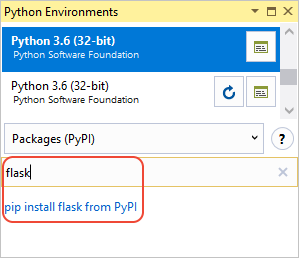 Python Environments
Python 3.6 (32-bit)
Python Software Foundation
Python 3.6 (32-bit)
Python Software Foundation
Packages (PyPI)
?
flask
pip install flask from PyPI